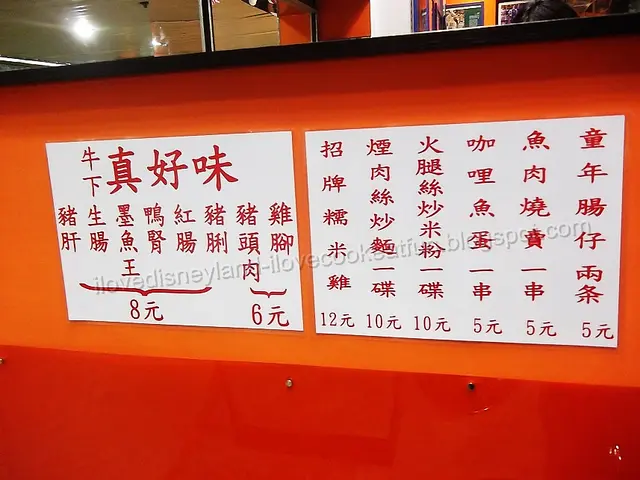 牛下
真好味
豬肝
生腸
墨魚王
鴨腎
紅腸
豬脷
豬頭肉
雞腳
8元
6元
招牌糯米雞
12元
煙肉絲炒麵一碟
10元
火腿絲炒米粉一碟
10元
咖哩魚蛋一串
5元
魚肉燒賣一串
5元
童年腸仔兩条
5元
ilovedisneyland-ilovecookeatfun.blogspot.com